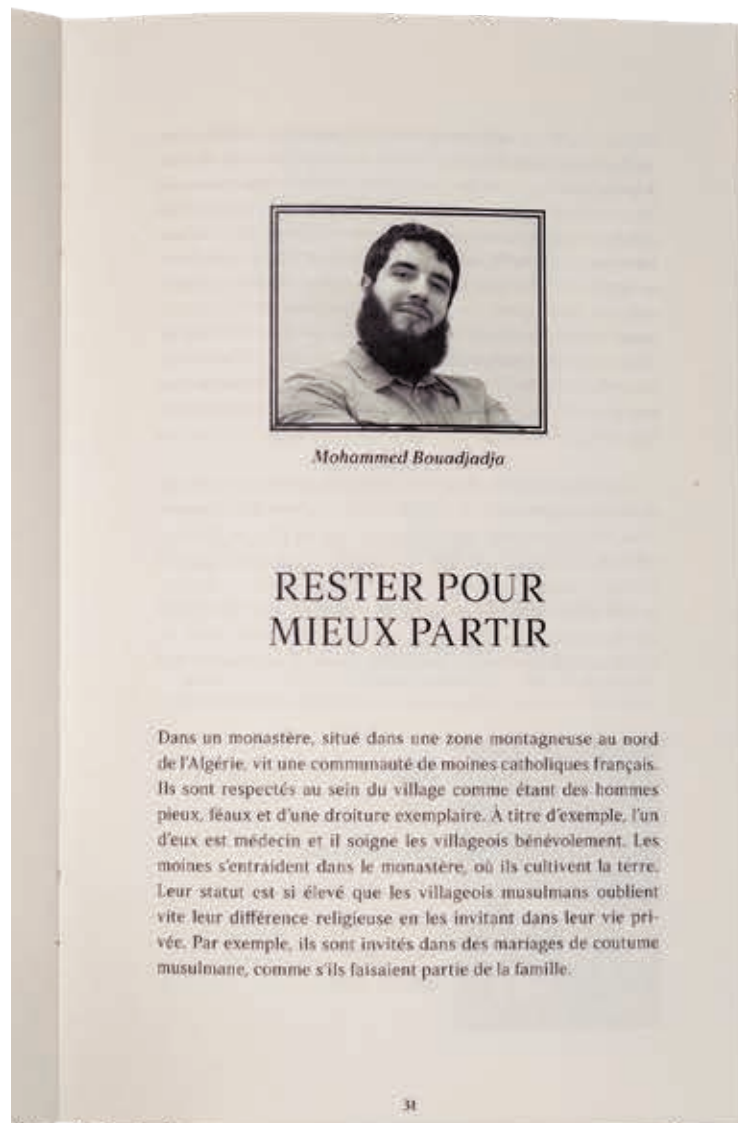 Mohammed Bouadjadja
RESTER POUR
MIEUX PARTIR
Dans un monastère, situé dans une zone montagneuse au nord
de l'Algérie, vit une communauté de moines catholiques français.
Ils sont respectés au sein du village comme étant des hommes
pieux, féaux et d'une droiture exemplaire. À titre d'exemple, l'un
d'eux est médecin et il soigne les villageois bénévolement. Les
moines s'entraident dans le monastère, où ils cultivent la terre.
Leur statut est si élevé que les villageois musulmans oublient
vite leur différence religieuse en les invitant dans leur vie pri-
vée. Par exemple, ils sont invités dans des mariages de coutume
musulmane, comme s'ils faisaient partie de la famille.
31